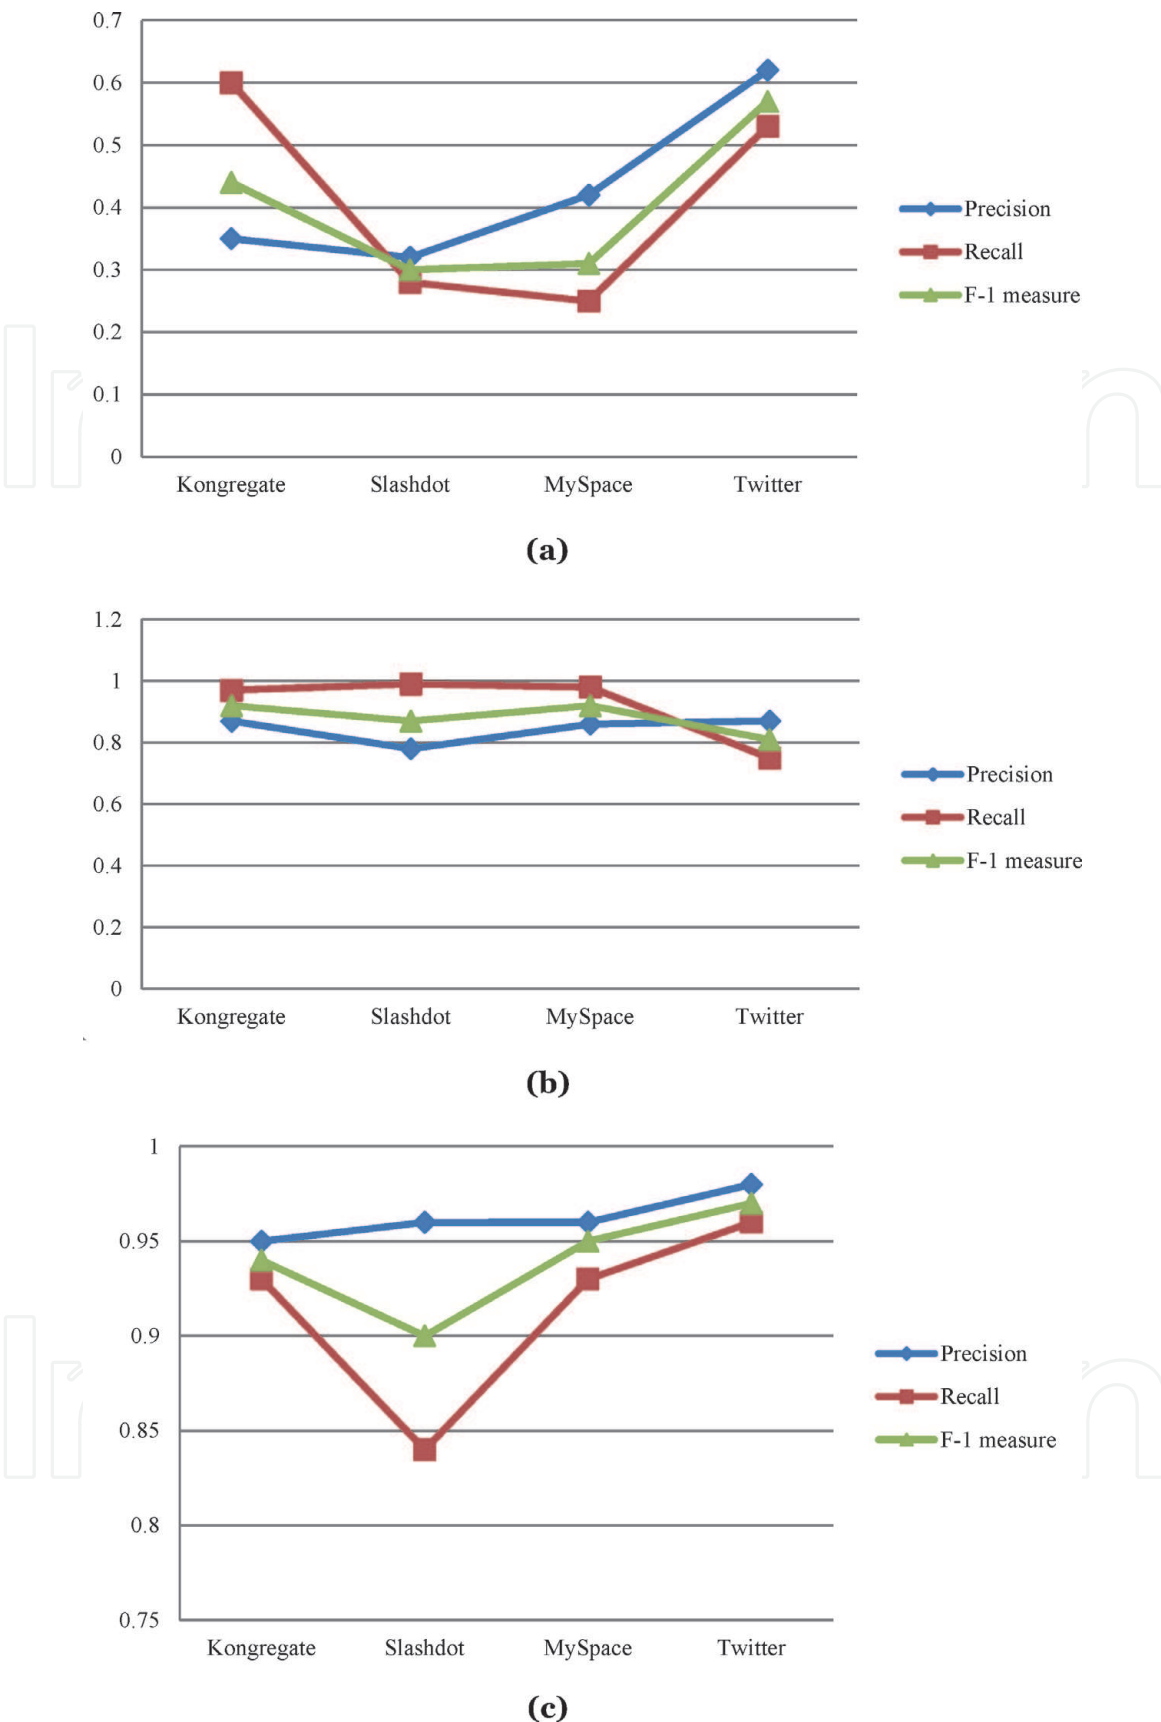 0.7
0.6
0.5
0.4
0.3
0.2
0.1
0
Kongregate Slashdot MySpace Twitter
Precision
Recall
F-1 measure
(a)
1.2
1
0.8
0.6
0.4
0.2
0
Kongregate Slashdot MySpace Twitter
Precision
Recall
F-1 measure
(b)
1
0.95
0.9
0.85
0.8
0.75
Kongregate Slashdot MySpace Twitter
Precision
Recall
F-1 measure
(c)